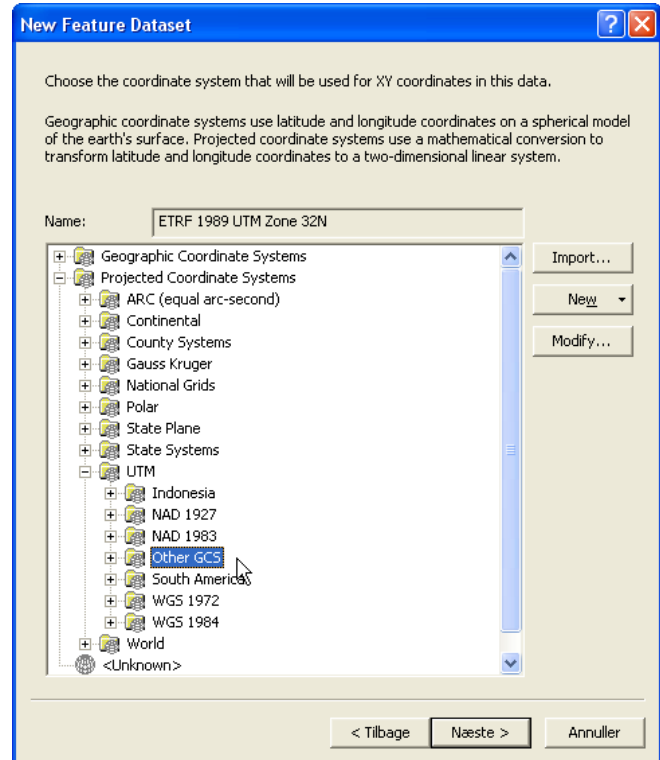 New Feature Dataset
Choose the coordinate system that will be used for XY coordinates in this data.
Geographic coordinate systems use latitude and longitude coordinates on a spherical model
of the earth's surface. Projected coordinate systems use a mathematical conversion to
transform latitude and longitude coordinates to a two-dimensional linear system.
Name: ETRF 1989 UTM Zone 32N
Geographic Coordinate Systems
Projected Coordinate Systems
ARC (equal arc-second)
Continental
County Systems
Gauss Kruger
National Grids
Polar
State Plane
State Systems
UTM
Indonesia
NAD 1927
NAD 1983
Other GCS
South America
WGS 1972
WGS 1984
World
<Unknown>
Import...
New
Modify...
< Tilbage Næste > Annuller